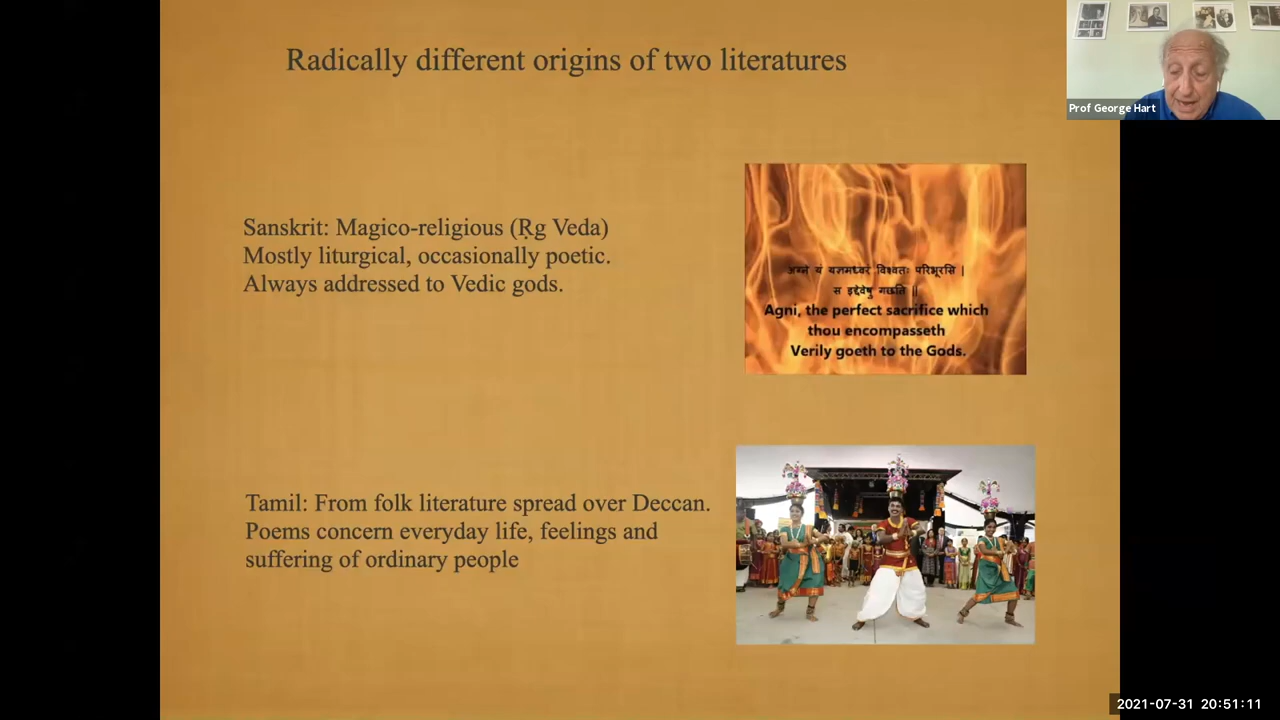 Radically different origins of two literatures
Prof George Hart
Sanskrit: Magico-religious (Ṛg Veda)
Mostly liturgical, occasionally poetic.
Always addressed to Vedic gods.
अग्ने यं यज्ञमध्वरं विश्वतः परिभूरसि |
स इद्देवेषु गच्छति ||
Agni, the perfect sacrifice which
thou encompasseth
Verily goeth to the Gods.
Tamil: From folk literature spread over Deccan.
Poems concern everyday life, feelings and
suffering of ordinary people
2021-07-31 20:51:11